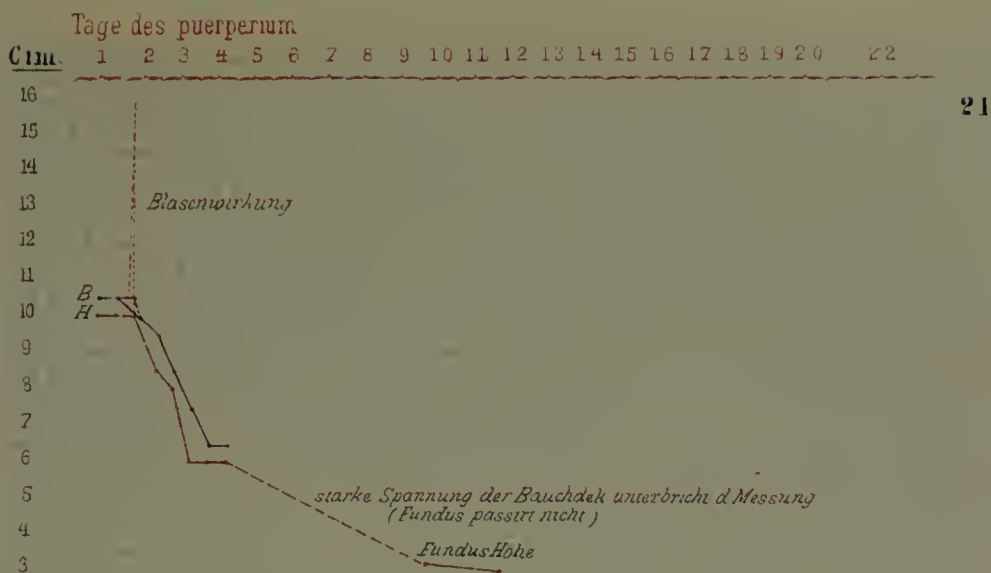 Tage des puerperium
Ctm. 1 2 3 4 5 6 7 8 9 10 11 12 13 14 15 16 17 18 19 20 22
16
21
15
14
13
Blasenwirkung
12
11
B
10
H
9
8
7
6
5
starke Spannung der Bauchdek unterbricht d Messung
4
(Fundus passirt nicht)
Fundus Höhe
3